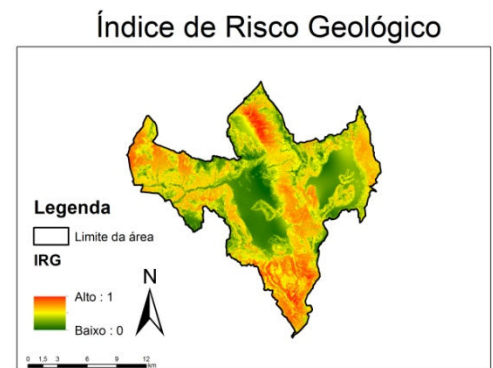 Índice de Risco Geológico
Legenda
Limite da área
IRG
Alto : 1
Baixo : 0
N
0 1,5 3 6 9 12
km